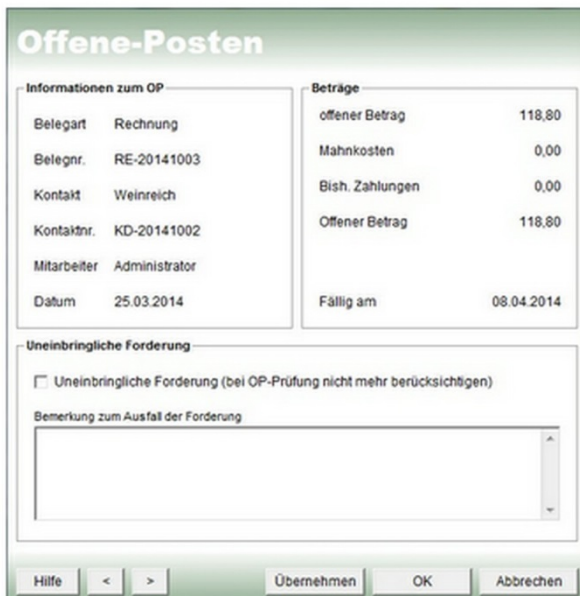 Offene-Posten
Informationen zum OP
Belegart Rechnung
Belegnr. RE-20141003
Kontakt Weinreich
Kontaktnr. KD-20141002
Mitarbeiter Administrator
Datum 25.03.2014
Beträge
offener Betrag 118,80
Mahnkosten 0,00
Bish. Zahlungen 0,00
Offener Betrag 118,80
Fällig am 08.04.2014
Uneinbringliche Forderung
Uneinbringliche Forderung (bei OP-Prüfung nicht mehr berücksichtigen)
Bemerkung zum Ausfall der Forderung
Hilfe < > Übernehmen OK Abbrechen